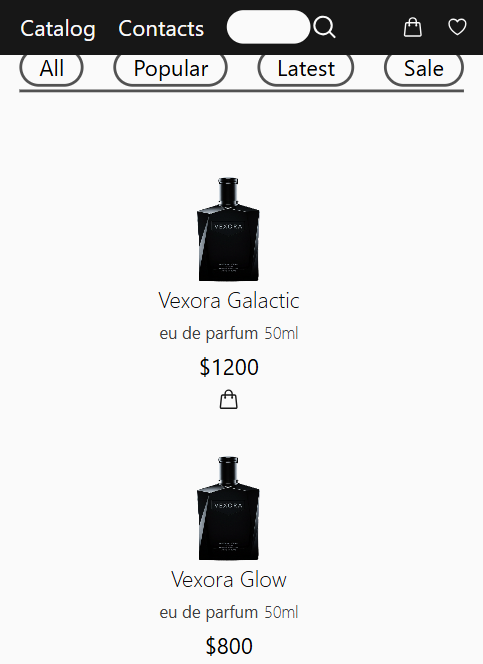 Catalog Contacts
All Popular Latest Sale
VEXORA
Vexora Galactic
eu de parfum 50ml
$1200
VEXORA
Vexora Glow
eu de parfum 50ml
$800